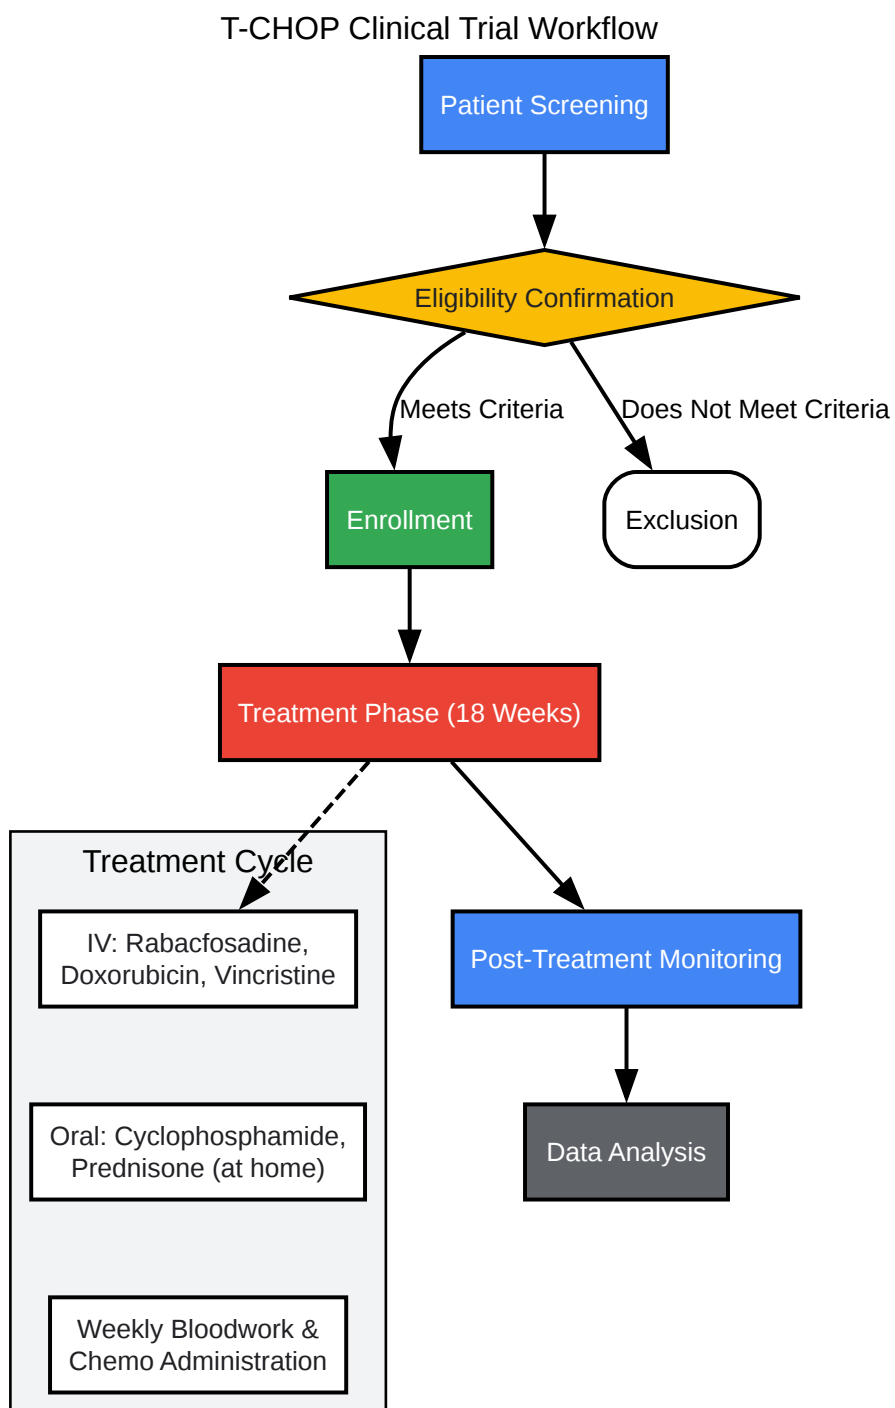 T-CHOP Clinical Trial Workflow
Patient Screening
Eligibility Confirmation
Meets Criteria
Does Not Meet Criteria
Enrollment
Exclusion
Treatment Phase (18 Weeks)
Treatment Cycle
IV: Rabacfosadine,
Doxorubicin, Vincristine
Post-Treatment Monitoring
Oral: Cyclophosphamide,
Prednisone (at home)
Data Analysis
Weekly Bloodwork &
Chemo Administration